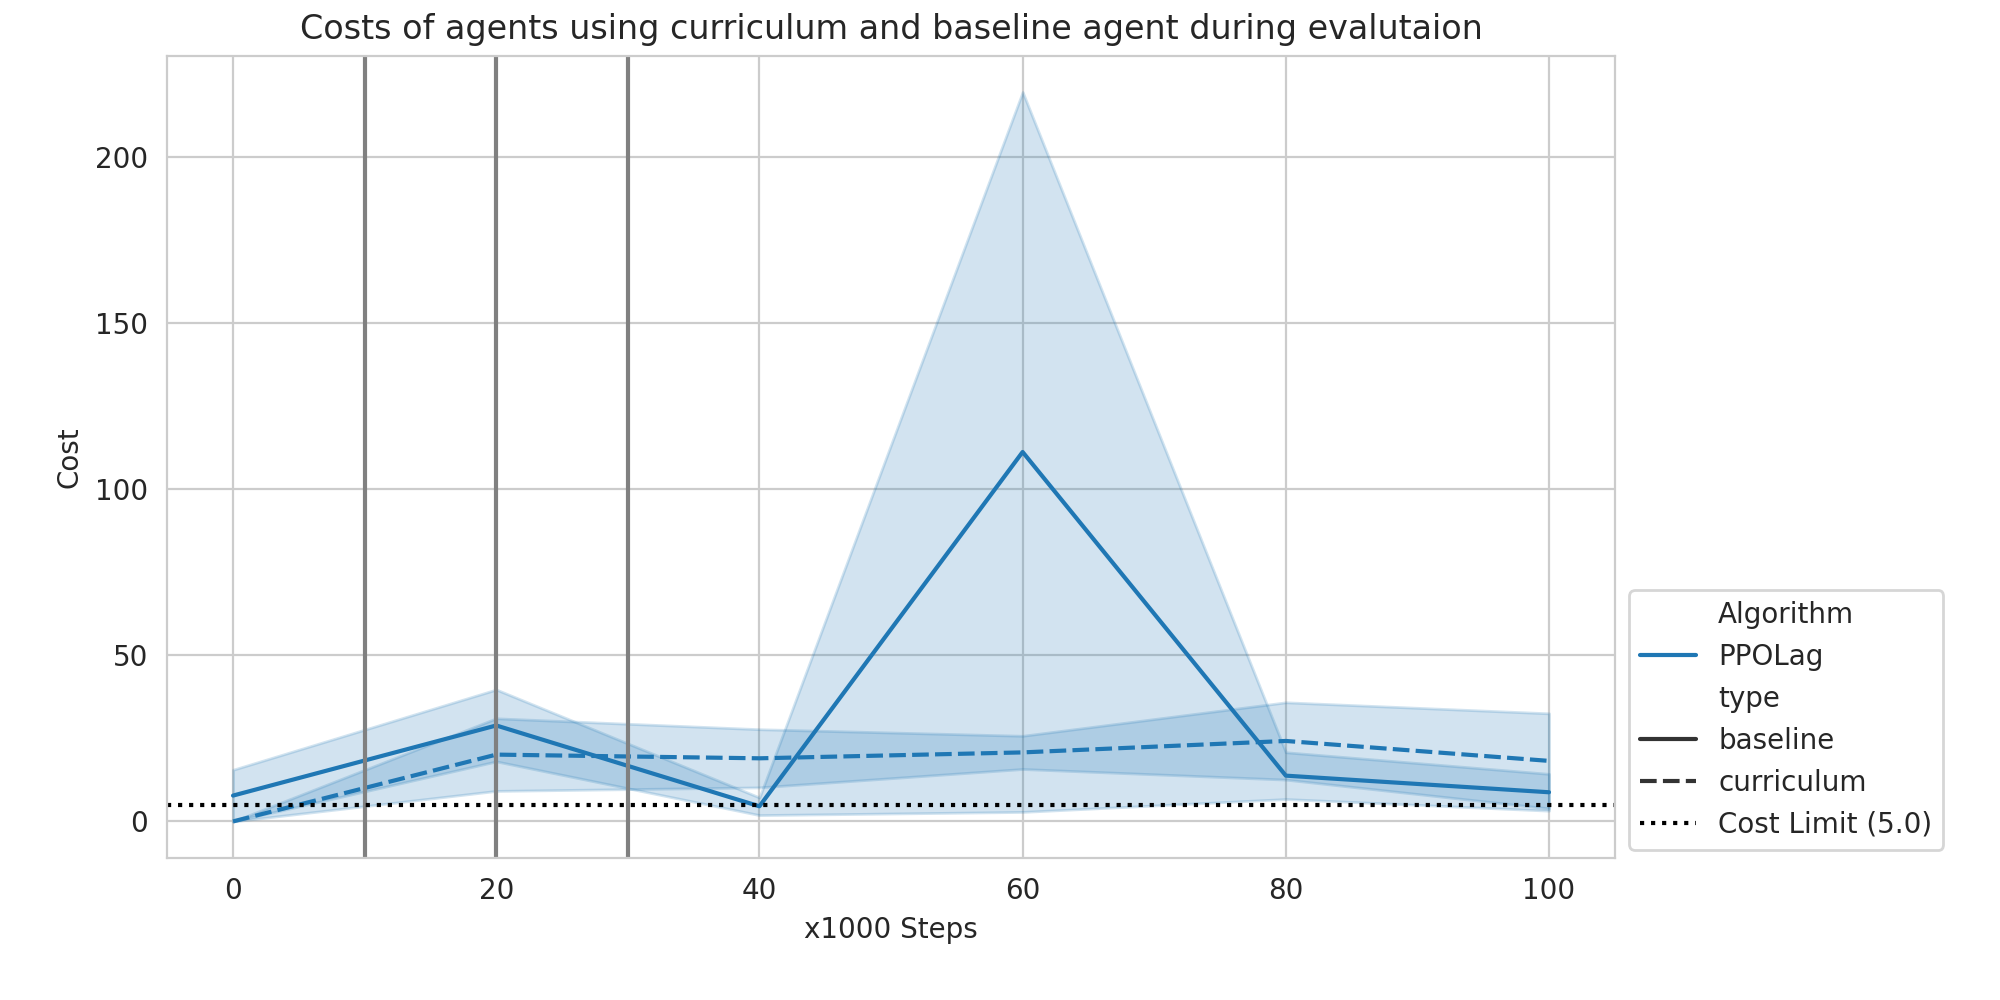 Costs of agents using curriculum and baseline agent during evalutaion
200
150
100
50
0
Cost
0 20 40 60 80 100
x1000 Steps
Algorithm
PPOLag
type
baseline
curriculum
Cost Limit (5.0)